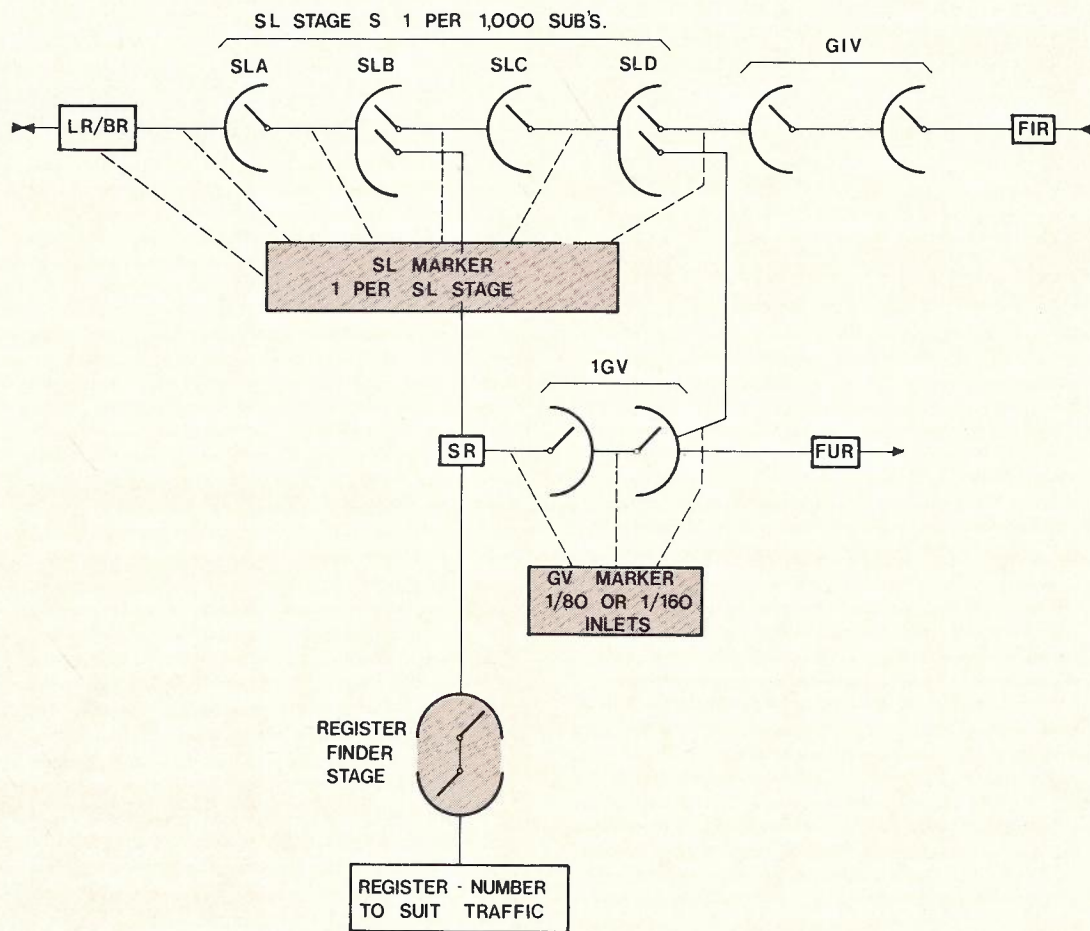 SL STAGE S 1 PER 1,000 SUB'S.
GIV
SLA
SLB
SLC
SLD
LR/BR
FIR
SL MARKER
1 PER SL STAGE
1GV
SR
FUR
GV MARKER
1/80 OR 1/160
INLETS
REGISTER
FINDER
STAGE
REGISTER - NUMBER
TO SUIT TRAFFIC